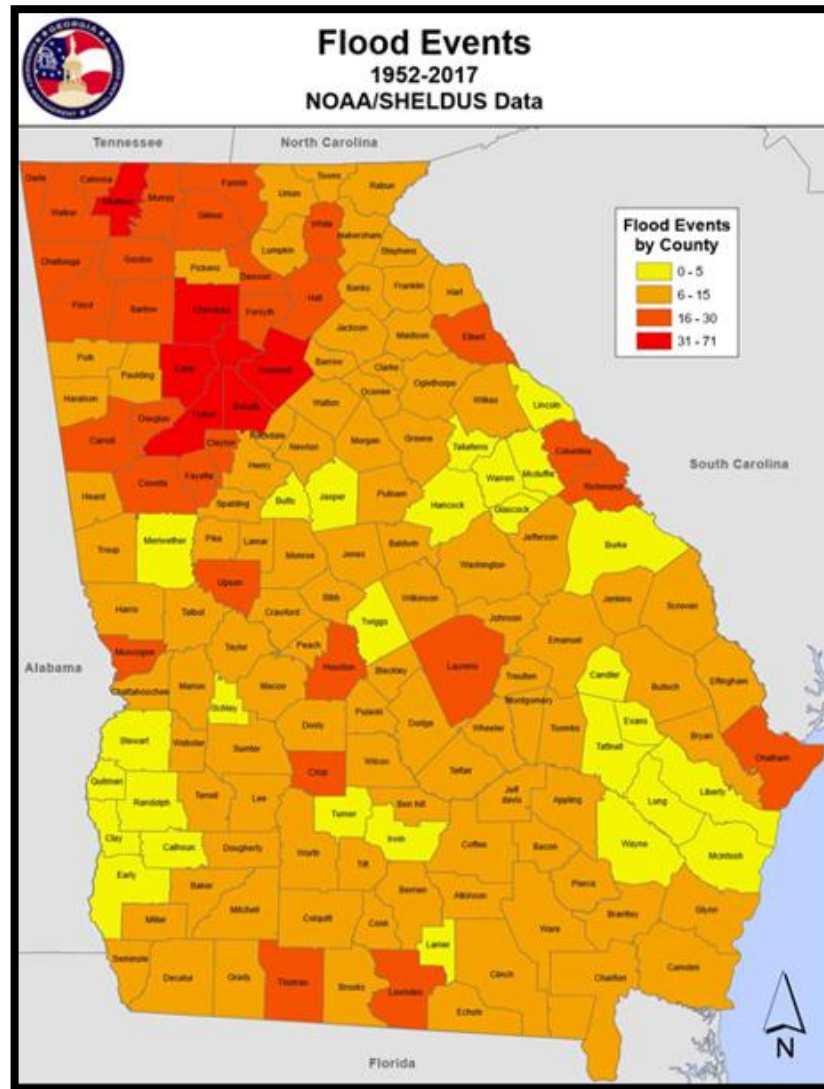 GEORGIA
Flood Events
1952-2017
NOAA/SHELDUS Data
Tennessee
North Carolina
Flood Events
by County
0 - 5
6 - 15
16 - 30
31 - 71
South Carolina
Alabama
Florida
N
Dade
Catoosa
Fannin
Union
Towns
Rabun
Walker
Murray
Gilmer
White
Habersham
Lumpkin
Stephens
Chattooga
Gordon
Pickens
Dawson
Banks
Franklin
Hart
Floyd
Bartow
Cherokee
Forsyth
Hall
Jackson
Madison
Elbert
Polk
Paulding
Cobb
Gwinnett
Barrow
Clarke
Oconee
Oglethorpe
Wilkes
Lincoln
Haralson
Douglas
Fulton
Dekalb
Walton
Carroll
Clayton
Rockdale
Newton
Morgan
Greene
Taliaferro
Columbia
Mcduffie
Warren
Richmond
Heard
Coweta
Fayette
Henry
Spalding
Butts
Jasper
Putnam
Hancock
Glascock
Troup
Meriwether
Pike
Lamar
Monroe
Jones
Baldwin
Washington
Jefferson
Burke
Harris
Talbot
Upson
Crawford
Bibb
Twiggs
Wilkinson
Johnson
Jenkins
Screven
Muscogee
Taylor
Peach
Houston
Bleckley
Laurens
Treutlen
Emanuel
Candler
Bulloch
Effingham
Chattahoochee
Marion
Schley
Macon
Dooly
Pulaski
Dodge
Wheeler
Montgomery
Toombs
Tattnall
Evans
Bryan
Chatham
Stewart
Webster
Sumter
Crisp
Wilcox
Telfair
Jeff
davis
Appling
Long
Liberty
Quitman
Randolph
Terrell
Lee
Turner
Ben hill
Irwin
Coffee
Bacon
Wayne
Mcintosh
Clay
Calhoun
Dougherty
Worth
Tift
Early
Baker
Mitchell
Colquitt
Cook
Berrien
Atkinson
Pierce
Brantley
Glynn
Miller
Lanier
Ware
Seminole
Decatur
Grady
Thomas
Brooks
Lowndes
Echols
Clinch
Charlton
Camden